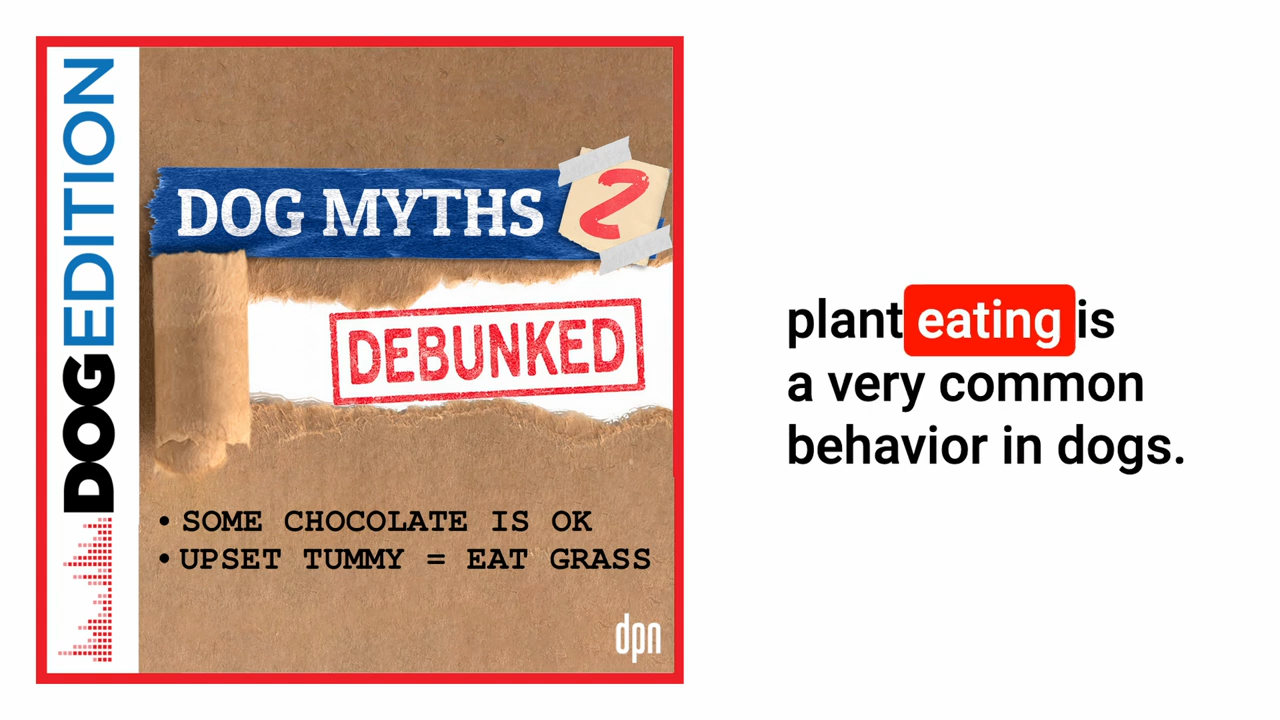 DOGEDITION
DOG MYTHS 2
DEBUNKED
• SOME CHOCOLATE IS OK
• UPSET TUMMY = EAT GRASS
dpn
plant eating is
a very common
behavior in dogs.